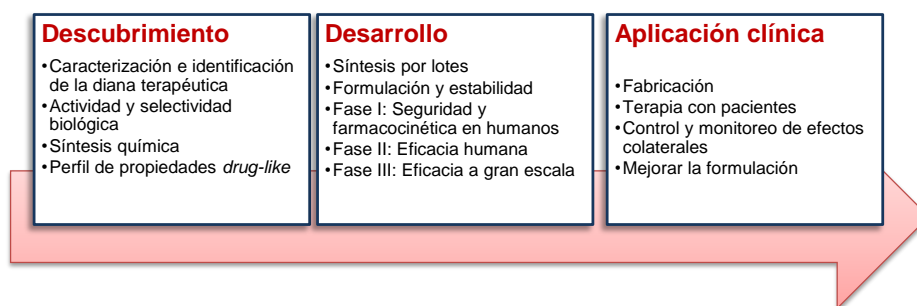 Descubrimiento
•Caracterización e identificación
de la diana terapéutica
•Actividad y selectividad
biológica
•Síntesis química
•Perfil de propiedades drug-like
Desarrollo
•Síntesis por lotes
•Formulación y estabilidad
•Fase I: Seguridad y
farmacocinética en humanos
•Fase II: Eficacia humana
•Fase III: Eficacia a gran escala
Aplicación clínica
•Fabricación
•Terapia con pacientes
•Control y monitoreo de efectos
colaterales
•Mejorar la formulación